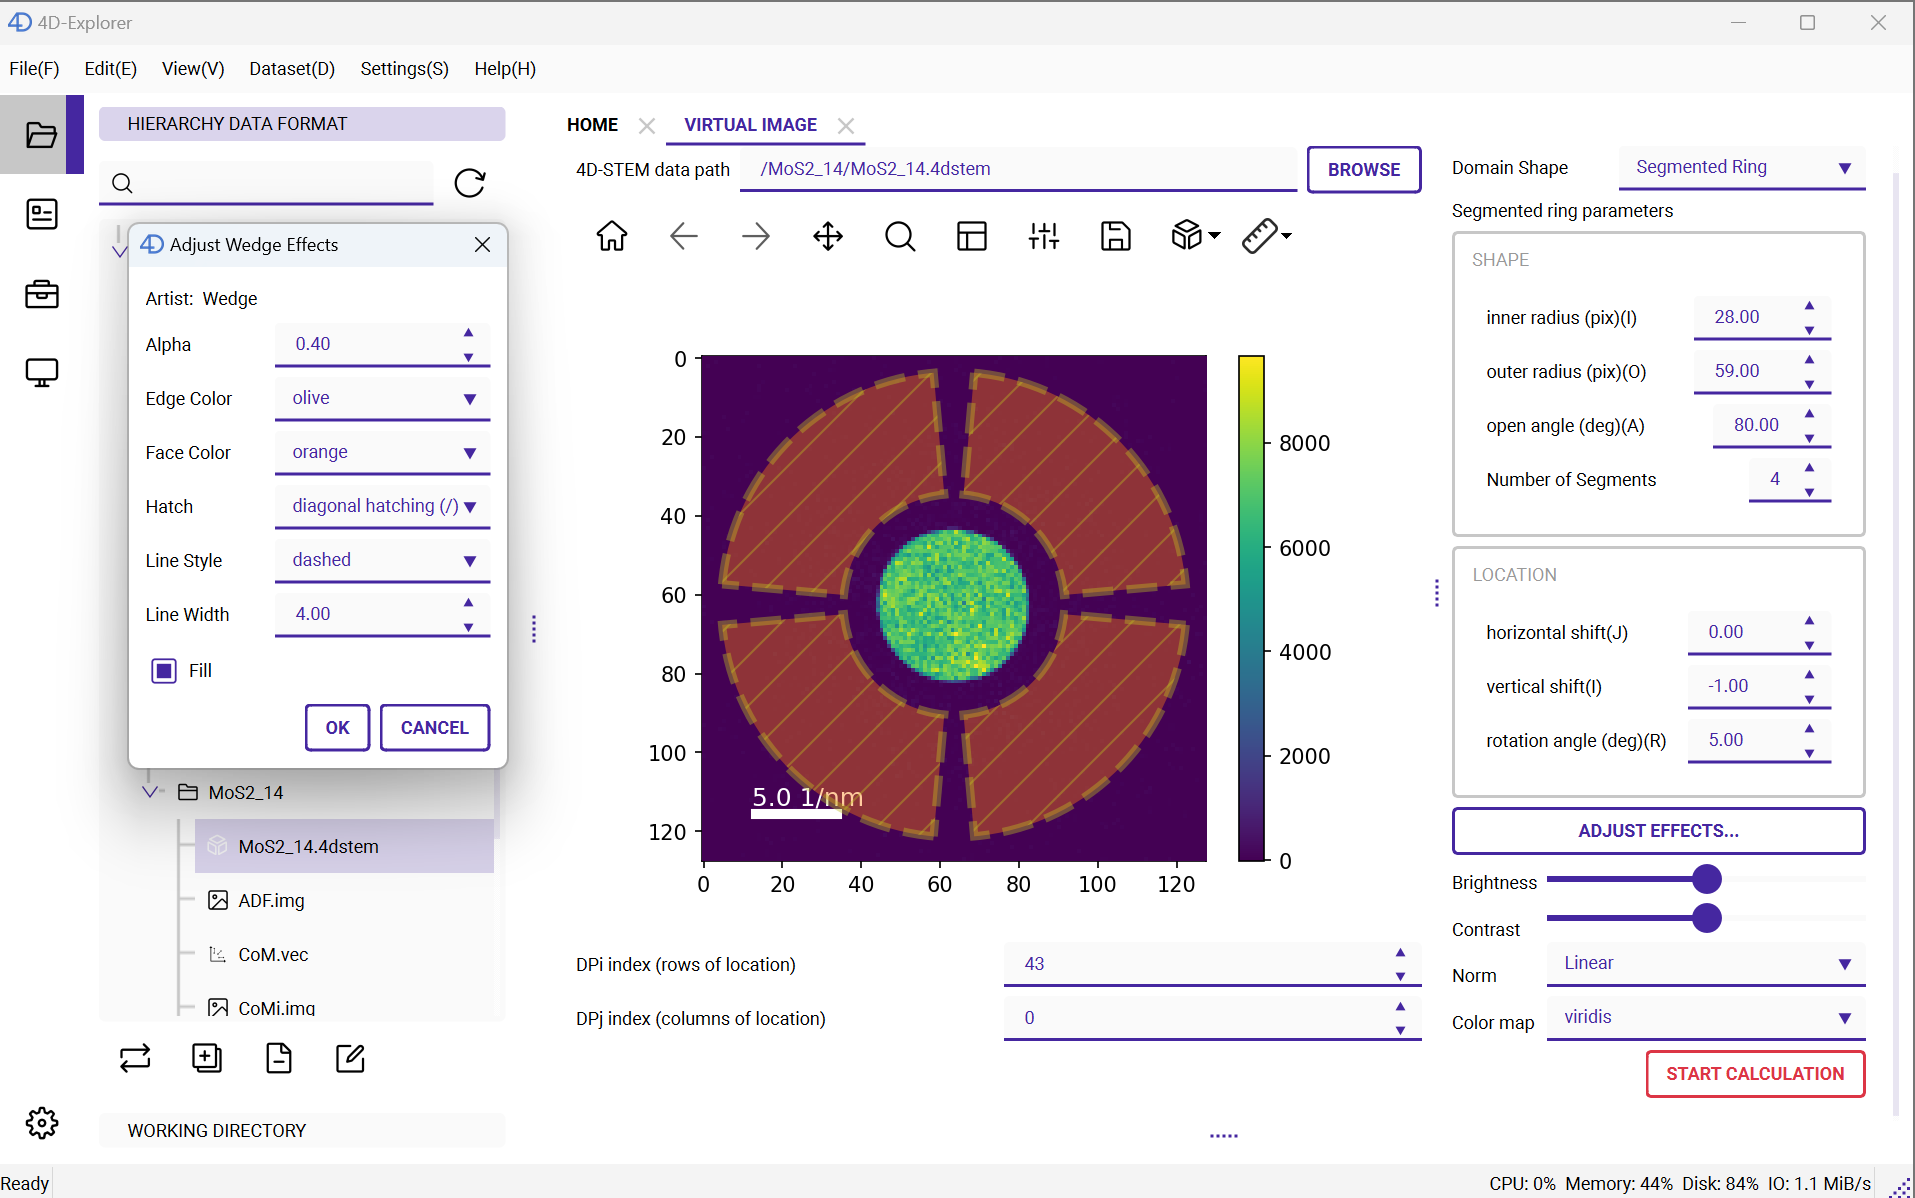 4D-Explorer
File(F) Edit(E) View(V) Dataset(D) Settings(S) Help(H)
HIERARCHY DATA FORMAT
Adjust Wedge Effects
Artist: Wedge
Alpha 0.40
Edge Color olive
Face Color orange
Hatch diagonal hatching (/)
Line Style dashed
Line Width 4.00
Fill
OK CANCEL
MoS2_14
MoS2_14.4dstem
ADF.img
CoM.vec
CoMi.img
WORKING DIRECTORY
HOME VIRTUAL IMAGE
4D-STEM data path /MoS2_14/MoS2_14.4dstem BROWSE
0
20
40
60
80
100
120
0 20 40 60 80 100 120
5.0 1/nm
8000
6000
4000
2000
0
DPi index (rows of location) 43
DPj index (columns of location) 0
Domain Shape Segmented Ring
Segmented ring parameters
SHAPE
inner radius (pix)(I) 28.00
outer radius (pix)(O) 59.00
open angle (deg)(A) 80.00
Number of Segments 4
LOCATION
horizontal shift(J) 0.00
vertical shift(I) -1.00
rotation angle (deg)(R) 5.00
ADJUST EFFECTS...
Brightness
Contrast
Norm Linear
Color map viridis
START CALCULATION
Ready
CPU: 0% Memory: 44% Disk: 84% IO: 1.1 MiB/s